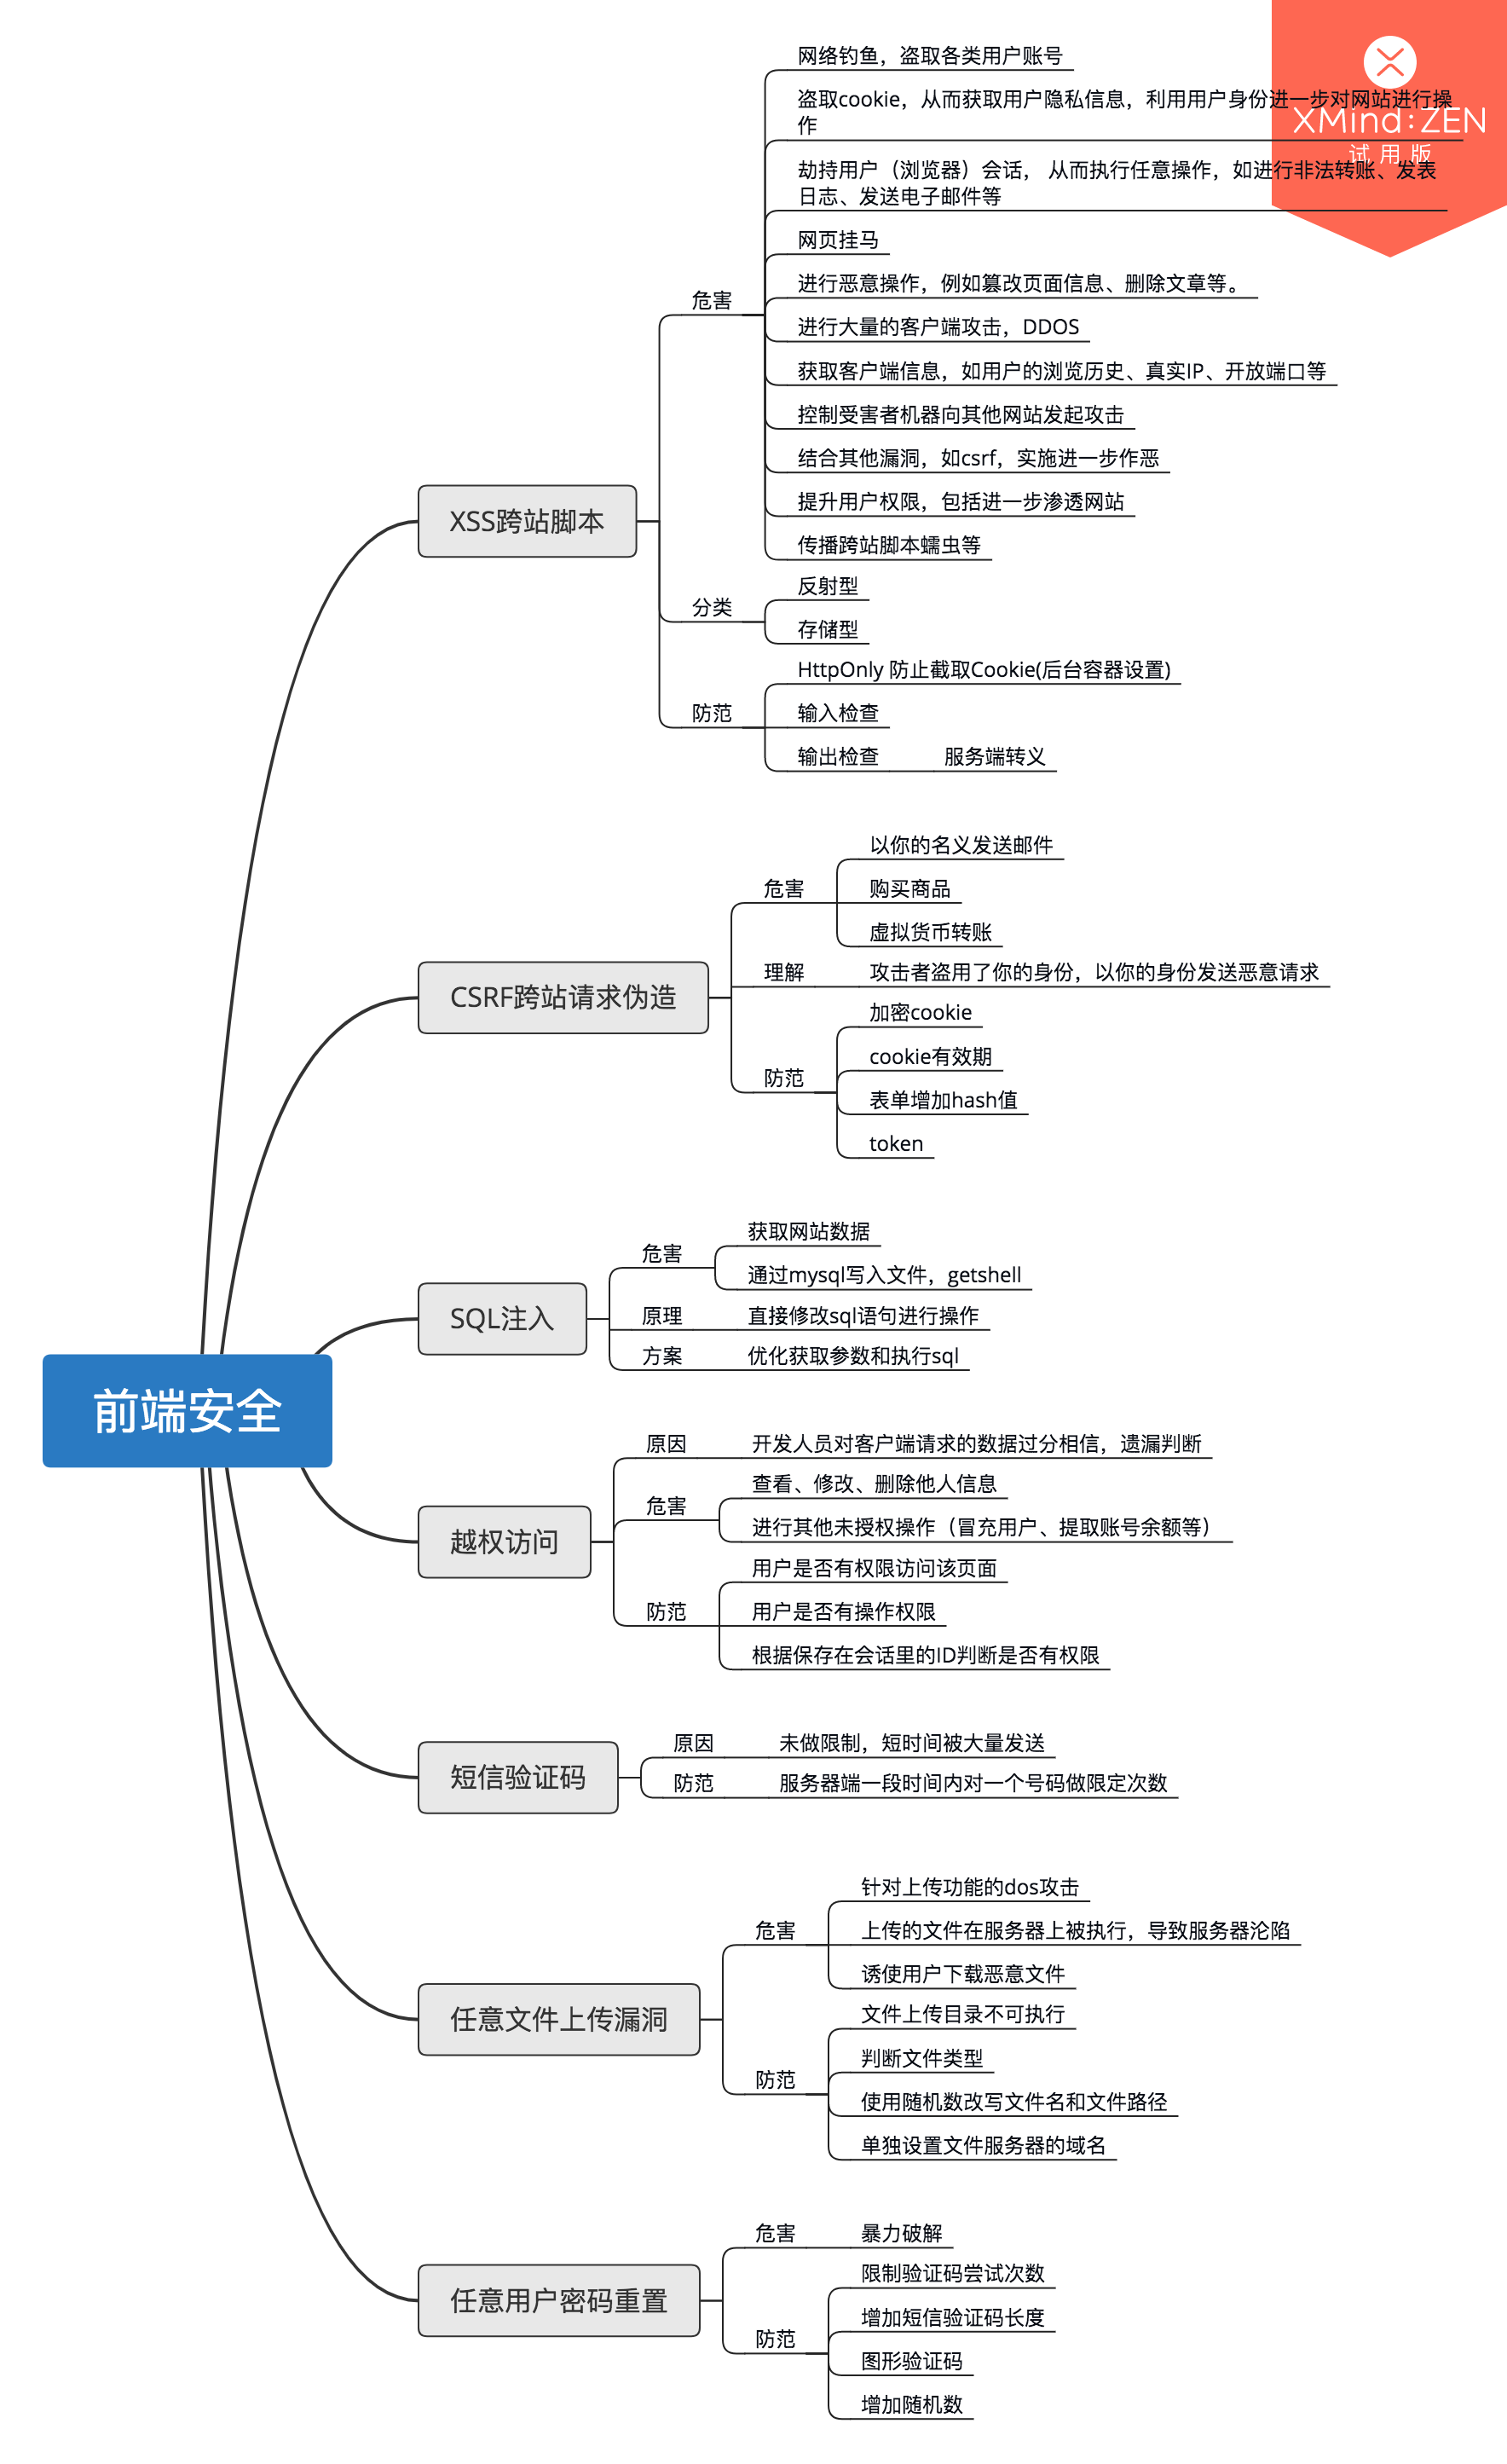 网络钓鱼，盗取各类用户账号
盗取cookie，从而获取用户隐私信息，利用用户身份进一步对网站进行操
作
劫持用户（浏览器）会话， 从而执行任意操作，如进行非法转账、发表
日志、发送电子邮件等
XMind:ZEN
试用版
网页挂马
进行恶意操作，例如篡改页面信息、删除文章等。
危害
进行大量的客户端攻击，DDOS
获取客户端信息，如用户的浏览历史、真实IP、开放端口等
控制受害者机器向其他网站发起攻击
结合其他漏洞，如csrf，实施进一步作恶
提升用户权限，包括进一步渗透网站
XSS跨站脚本
传播跨站脚本蠕虫等
反射型
分类
存储型
HttpOnly 防止截取Cookie(后台容器设置)
防范
输入检查
输出检查
服务端转义
以你的名义发送邮件
危害
购买商品
虚拟货币转账
理解
攻击者盗用了你的身份，以你的身份发送恶意请求
CSRF跨站请求伪造
加密cookie
cookie有效期
防范
表单增加hash值
token
获取网站数据
危害
通过mysql写入文件，getshell
SQL注入
原理
直接修改sql语句进行操作
方案
优化获取参数和执行sql
前端安全
原因
开发人员对客户端请求的数据过分相信，遗漏判断
查看、修改、删除他人信息
危害
进行其他未授权操作（冒充用户、提取账号余额等）
越权访问
用户是否有权限访问该页面
防范
用户是否有操作权限
根据保存在会话里的ID判断是否有权限
原因
未做限制，短时间被大量发送
短信验证码
防范
服务器端一段时间内对一个号码做限定次数
针对上传功能的dos攻击
危害
上传的文件在服务器上被执行，导致服务器沦陷
诱使用户下载恶意文件
任意文件上传漏洞
文件上传目录不可执行
判断文件类型
防范
使用随机数改写文件名和文件路径
单独设置文件服务器的域名
危害
暴力破解
限制验证码尝试次数
任意用户密码重置
增加短信验证码长度
防范
图形验证码
增加随机数